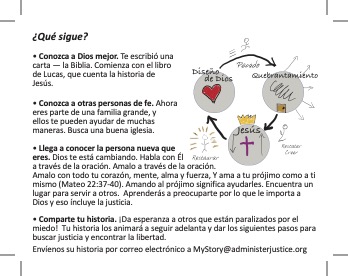 ¿Qué sigue?
• Conozca a Dios mejor. Te escribió una
carta — la Biblia. Comienza con el libro
de Lucas, que cuenta la historia de
Jesús.
• Conozca a otras personas de fe. Ahora
eres parte de una familia grande, y
ellos te pueden ayudar de muchas
maneras. Busca una buena iglesia.
• Llega a conocer la persona nueva que
eres. Dios te está cambiando. Habla con Él
a través de la oración. Amalo a través de la oración.
Amalo con todo tu corazón, mente, alma y fuerza, Y ama a tu prójimo como a ti
mismo (Mateo 22:37-40). Amando al prójimo significa ayudarles. Encuentra un
lugar para servir a otros.  Aprenderás a preocuparte por lo que le importa a
Dios y eso incluye la justicia.
• Comparte tu historia. ¡Da esperanza a otros que están paralizados por el
miedo!  Tu historia los animará a seguir adelante y dar los siguientes pasos para
buscar justicia y encontrar la libertad.
Envíenos su historia por correo electrónico a MyStory@administerjustice.org
Diseño
de Dios
Pecado
Quebrantamiento
Jesús
Restaurar
Recibir
Creer